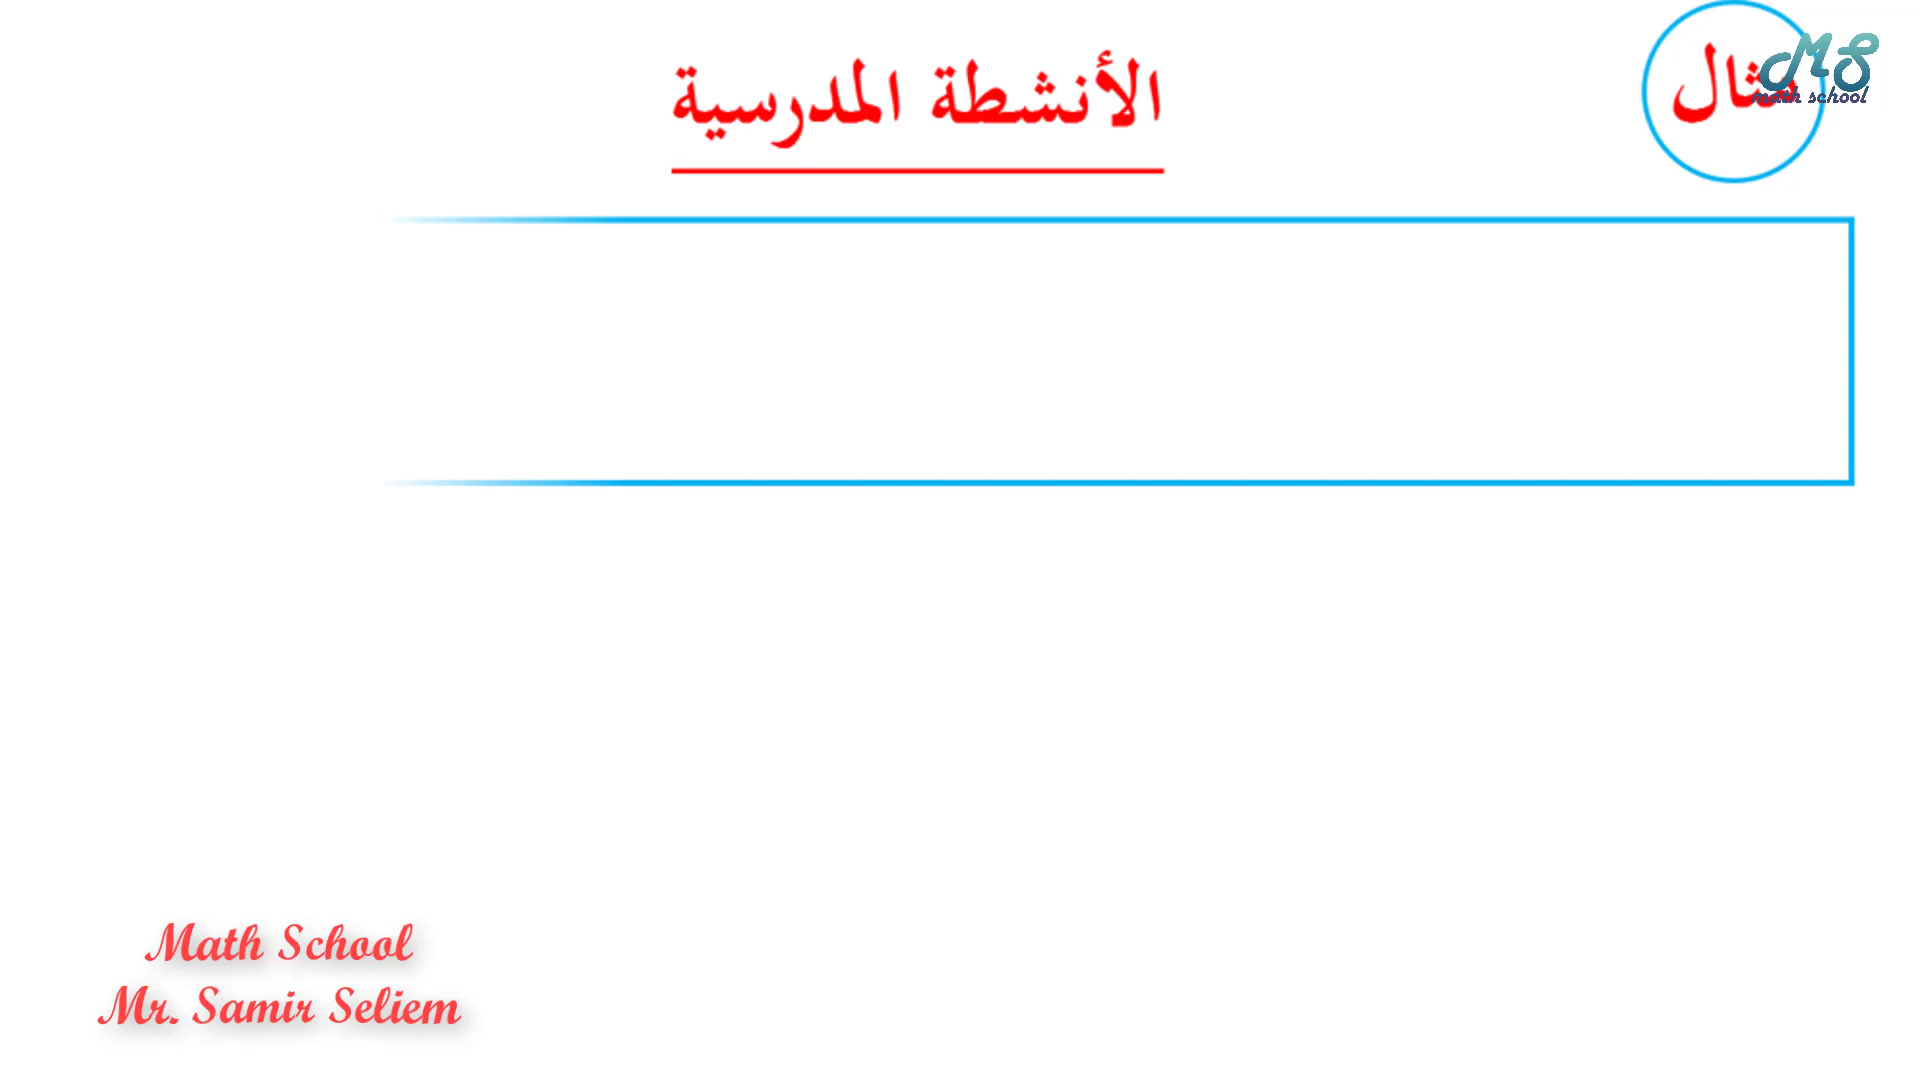 مثال
MS
math school
الأنشطة المدرسية
Math School
Mr. Samir Seliem